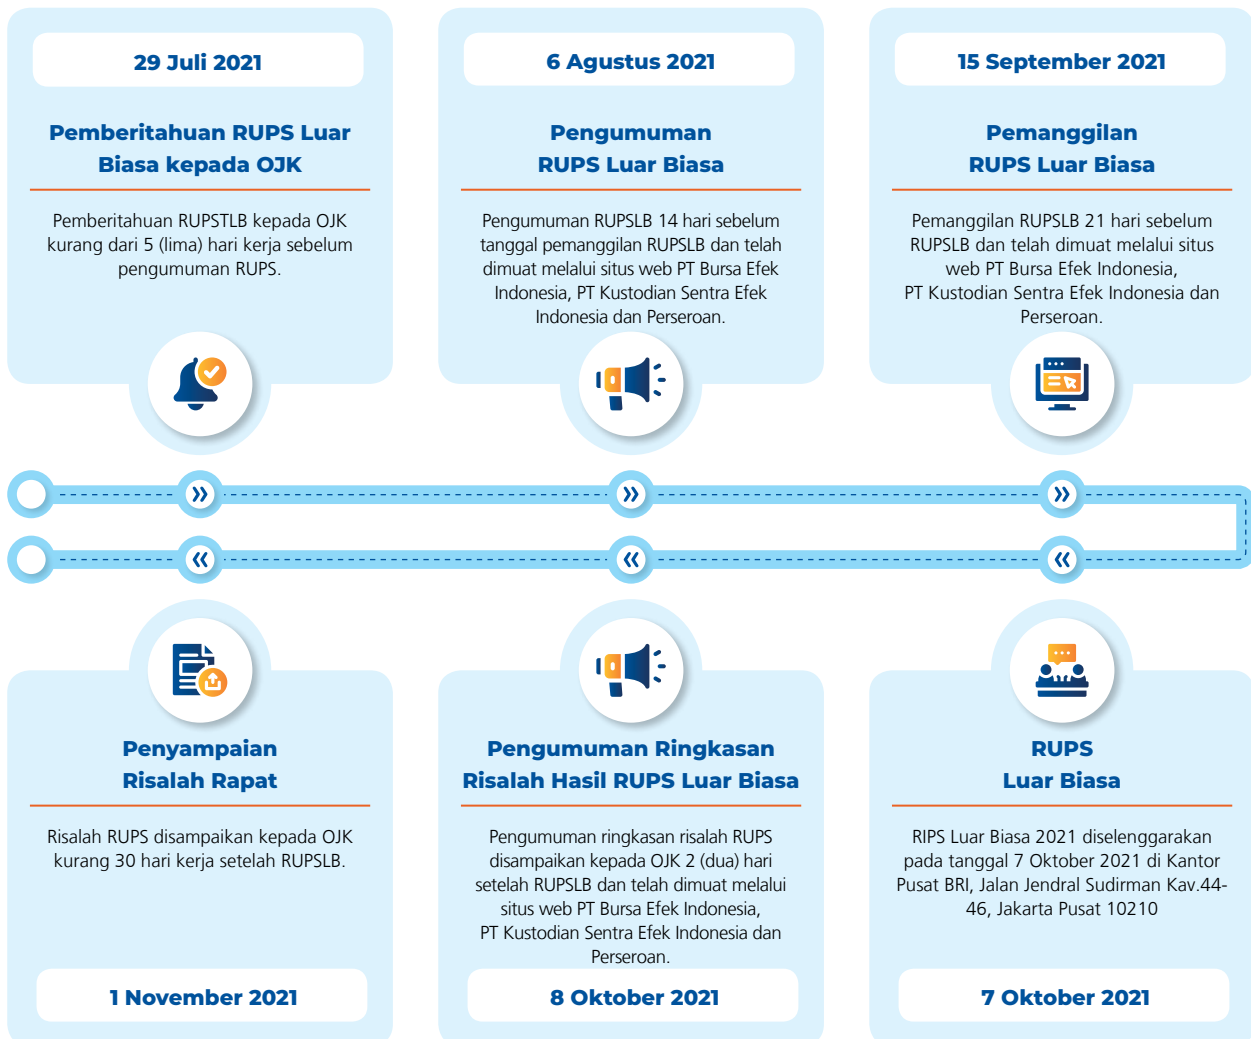 29 Juli 2021
Pemberitahuan RUPS Luar
Biasa kepada OJK
Pemberitahuan RUPSTLB kepada OJK
kurang dari 5 (lima) hari kerja sebelum
pengumuman RUPS.
6 Agustus 2021
Pengumuman
RUPS Luar Biasa
Pengumuman RUPSLB 14 hari sebelum
tanggal pemanggilan RUPSLB dan telah
dimuat melalui situs web PT Bursa Efek
Indonesia, PT Kustodian Sentra Efek
Indonesia dan Perseroan.
15 September 2021
Pemanggilan
RUPS Luar Biasa
Pemanggilan RUPSLB 21 hari sebelum
RUPSLB dan telah dimuat melalui situs
web PT Bursa Efek Indonesia,
PT Kustodian Sentra Efek Indonesia dan
Perseroan.
RUPS
Luar Biasa
RIPS Luar Biasa 2021 diselenggarakan
pada tanggal 7 Oktober 2021 di Kantor
Pusat BRI, Jalan Jendral Sudirman Kav.44-
46, Jakarta Pusat 10210
7 Oktober 2021
Pengumuman Ringkasan
Risalah Hasil RUPS Luar Biasa
Pengumuman ringkasan risalah RUPS
disampaikan kepada OJK 2 (dua) hari
setelah RUPSLB dan telah dimuat melalui
situs web PT Bursa Efek Indonesia,
PT Kustodian Sentra Efek Indonesia dan
Perseroan.
8 Oktober 2021
Penyampaian
Risalah Rapat
Risalah RUPS disampaikan kepada OJK
kurang 30 hari kerja setelah RUPSLB.
1 November 2021